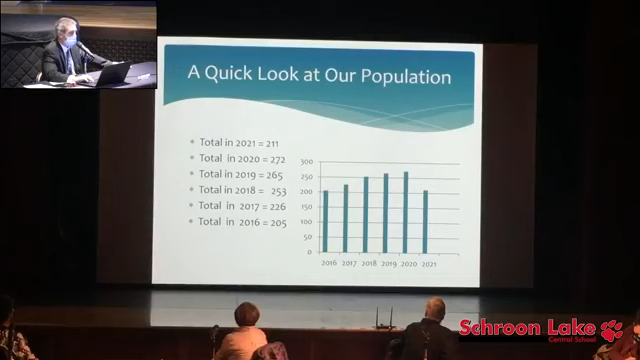 A Quick Look at Our Population
Total in 2021 = 211
Total in 2020 = 272
Total in 2019 = 265
Total in 2018 = 253
Total in 2017 = 226
Total in 2016 = 205
300
250
200
150
100
50
0
2016 2017 2018 2019 2020 2021
Schroon Lake
Central School